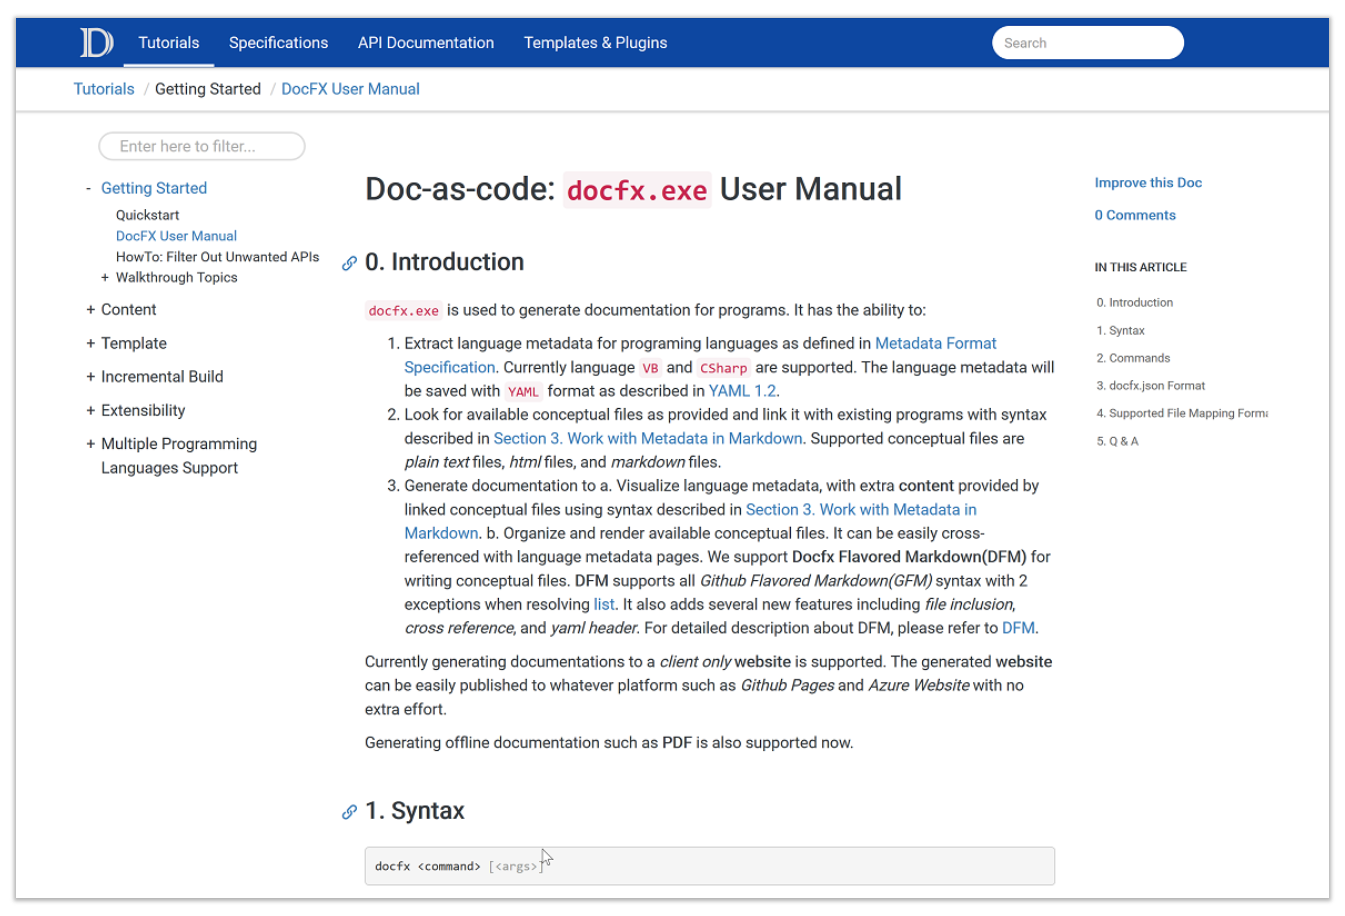 D Tutorials Specifications API Documentation Templates & Plugins Search
Tutorials / Getting Started / DocFX User Manual
Enter here to filter...
- Getting Started
Quickstart
DocFX User Manual
HowTo: Filter Out Unwanted APIs
+ Walkthrough Topics
+ Content
+ Template
+ Incremental Build
+ Extensibility
+ Multiple Programming
Languages Support
Doc-as-code: docfx.exe User Manual
0. Introduction
docfx.exe is used to generate documentation for programs. It has the ability to:
1. Extract language metadata for programing languages as defined in Metadata Format
Specification. Currently language VB and CSharp are supported. The language metadata will
be saved with YAML format as described in YAML 1.2.
2. Look for available conceptual files as provided and link it with existing programs with syntax
described in Section 3. Work with Metadata in Markdown. Supported conceptual files are
plain text files, html files, and markdown files.
3. Generate documentation to a. Visualize language metadata, with extra content provided by
linked conceptual files using syntax described in Section 3. Work with Metadata in
Markdown. b. Organize and render available conceptual files. It can be easily cross-
referenced with language metadata pages. We support Docfx Flavored Markdown(DFM) for
writing conceptual files. DFM supports all Github Flavored Markdown(GFM) syntax with 2
exceptions when resolving list. It also adds several new features including file inclusion,
cross reference, and yaml header. For detailed description about DFM, please refer to DFM.
Currently generating documentations to a client only website is supported. The generated website
can be easily published to whatever platform such as Github Pages and Azure Website with no
extra effort.
Generating offline documentation such as PDF is also supported now.
1. Syntax
docfx <command> [<args>]
Improve this Doc
0 Comments
IN THIS ARTICLE
0. Introduction
1. Syntax
2. Commands
3. docfx.json Format
4. Supported File Mapping Forma
5. Q & A